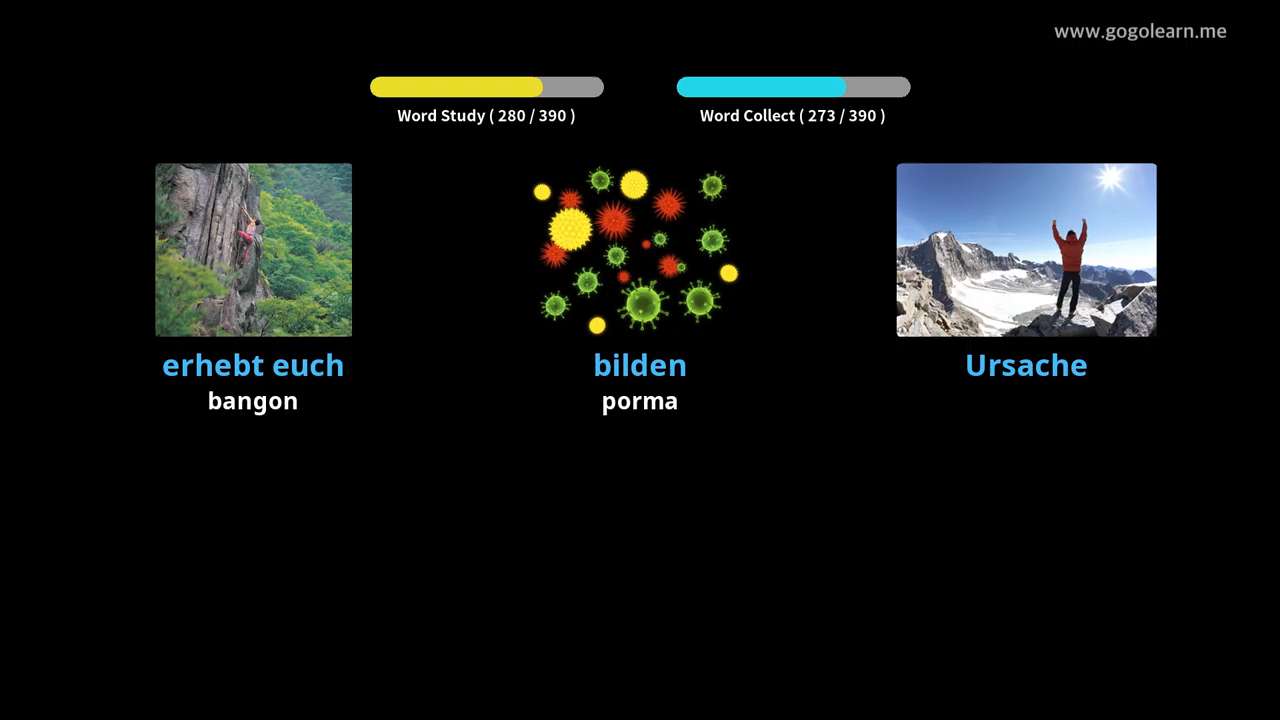 www.gogolearn.me
Word Study ( 280 / 390 )
Word Collect ( 273 / 390 )
erhebt euch
bangon
bilden
porma
Ursache